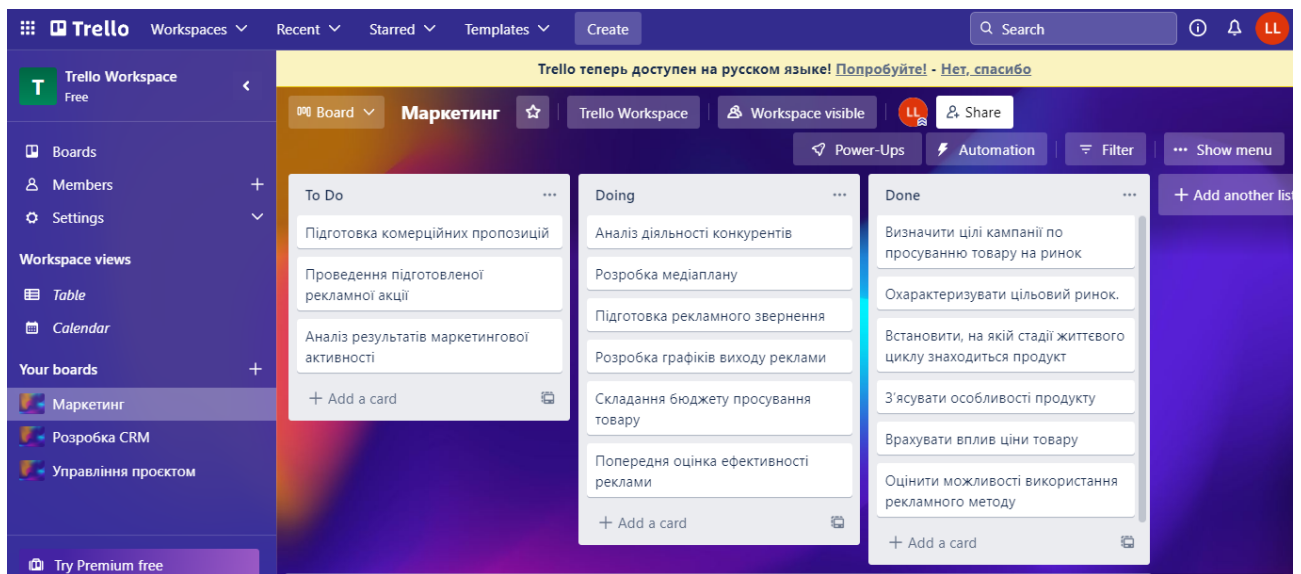 Trello
Workspaces
Recent
Starred
Templates
Create
Search
LL
T
Trello Workspace
Free
Boards
Members
Settings
Workspace views
Table
Calendar
Your boards
Маркетинг
Розробка CRM
Управління проєктом
Try Premium free
Trello теперь доступен на русском языке! Попробуйте! - Нет, спасибо
Board
Маркетинг
Trello Workspace
Workspace visible
LL
Share
Power-Ups
Automation
Filter
Show menu
To Do
Підготовка комерційних пропозицій
Проведення підготовленої
рекламної акції
Аналіз результатів маркетингової
активності
+ Add a card
Doing
Аналіз діяльності конкурентів
Розробка медіаплану
Підготовка рекламного звернення
Розробка графіків виходу реклами
Складання бюджету просування
товару
Попередня оцінка ефективності
реклами
+ Add a card
Done
Визначити цілі кампанії по
просуванню товару на ринок
Охарактеризувати цільовий ринок.
Встановити, на якій стадії життєвого
циклу знаходиться продукт
З'ясувати особливості продукту
Врахувати вплив ціни товару
Оцінити можливості використання
рекламного методу
+ Add a card
+ Add another list